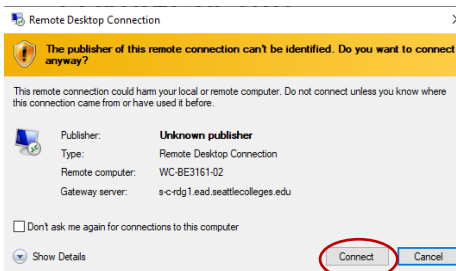 Remote Desktop Connection
The publisher of this remote connection can't be identified. Do you want to connect
anyway?
This remote connection could harm your local or remote computer. Do not connect unless you know where
this connection came from or have used it before.
Publisher: Unknown publisher
Type: Remote Desktop Connection
Remote computer: WC-BE3161-02
Gateway server: s-c-rdg1.ead.seattlecolleges.edu
Don't ask me again for connections to this computer
Show Details Connect Cancel